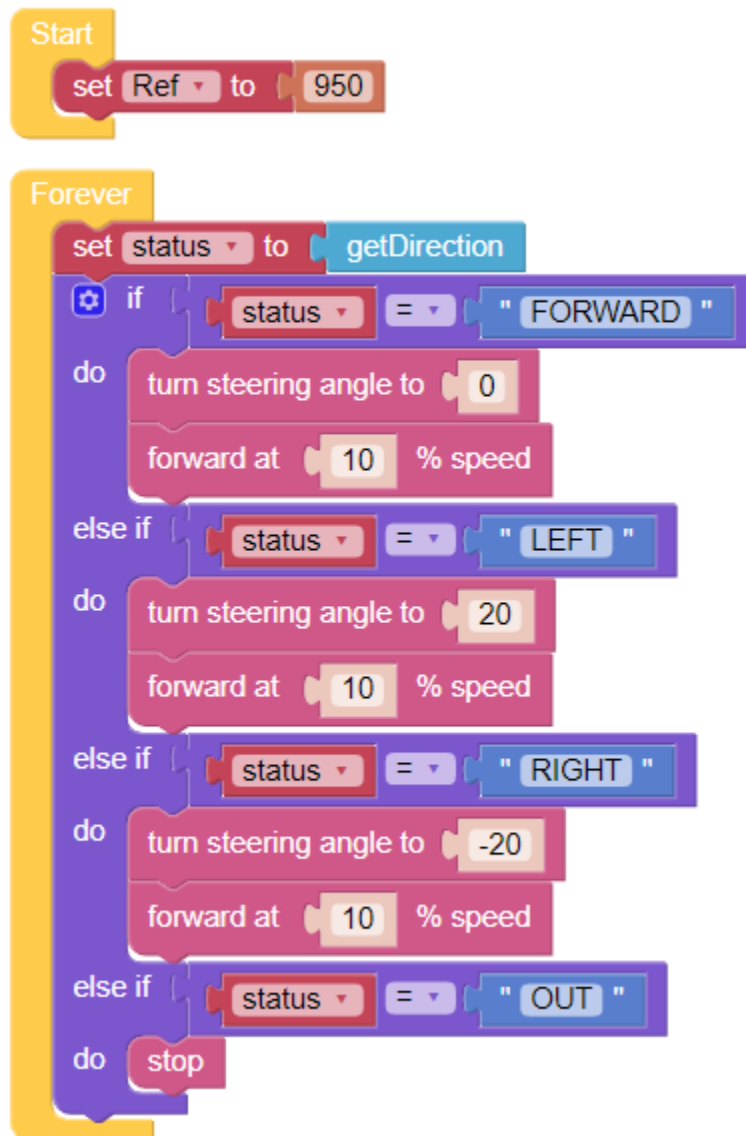 Start
set Ref to 950
Forever
set status to getDirection
if status = " FORWARD "
do turn steering angle to 0
forward at 10 % speed
else if status = " LEFT "
do turn steering angle to 20
forward at 10 % speed
else if status = " RIGHT "
do turn steering angle to -20
forward at 10 % speed
else if status = " OUT "
do stop